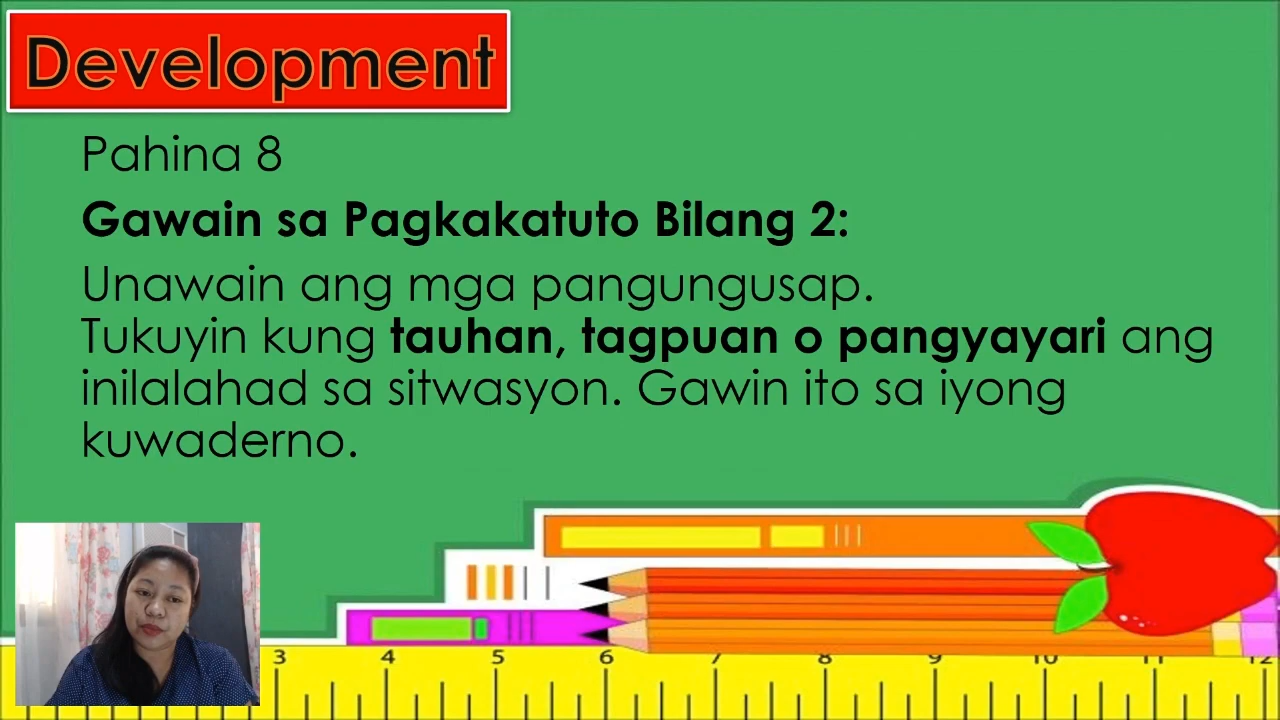 Development
Pahina 8
Gawain sa Pagkakatuto Bilang 2:
Unawain ang mga pangungusap.
Tukuyin kung tauhan, tagpuan o pangyayari ang
inilalahad sa sitwasyon. Gawin ito sa iyong
kuwaderno.
3 4 5 6 7 8 9 10 11 12